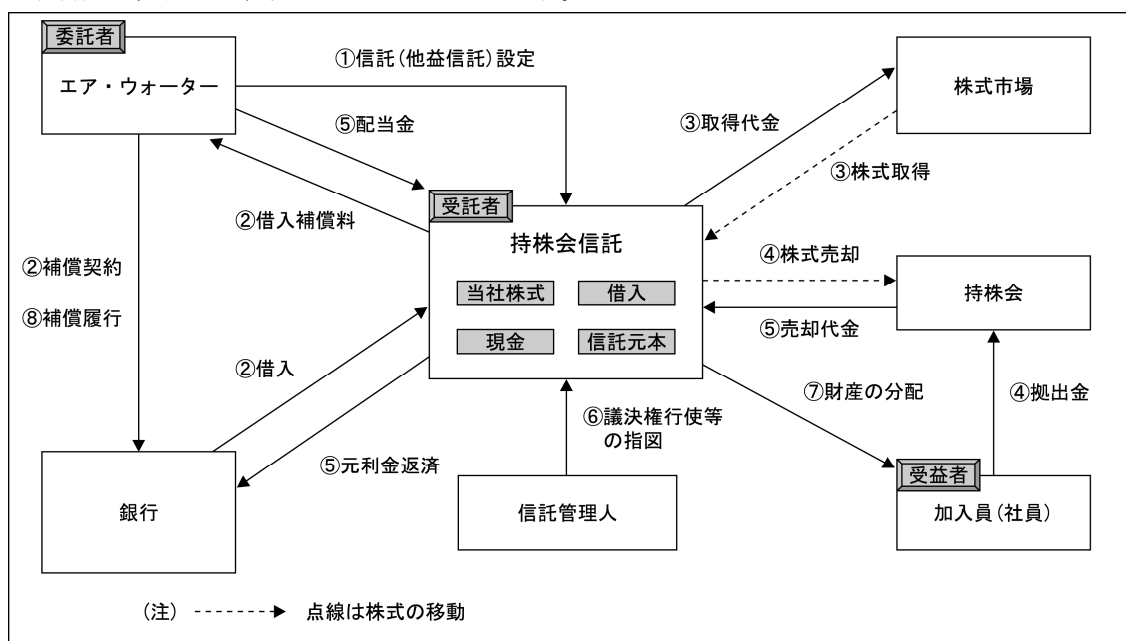 委託者
エア・ウォーター
①信託(他益信託)設定
⑤配当金
②借入補償料
②補償契約
⑧補償履行
②借入
⑤元利金返済
銀行
受託者
持株会信託
当社株式
借入
現金
信託元本
⑥議決権行使等
の指図
信託管理人
③取得代金
③株式取得
株式市場
④株式売却
⑤売却代金
持株会
⑦財産の分配
④拠出金
受益者
加入員(社員)
(注)
点線は株式の移動